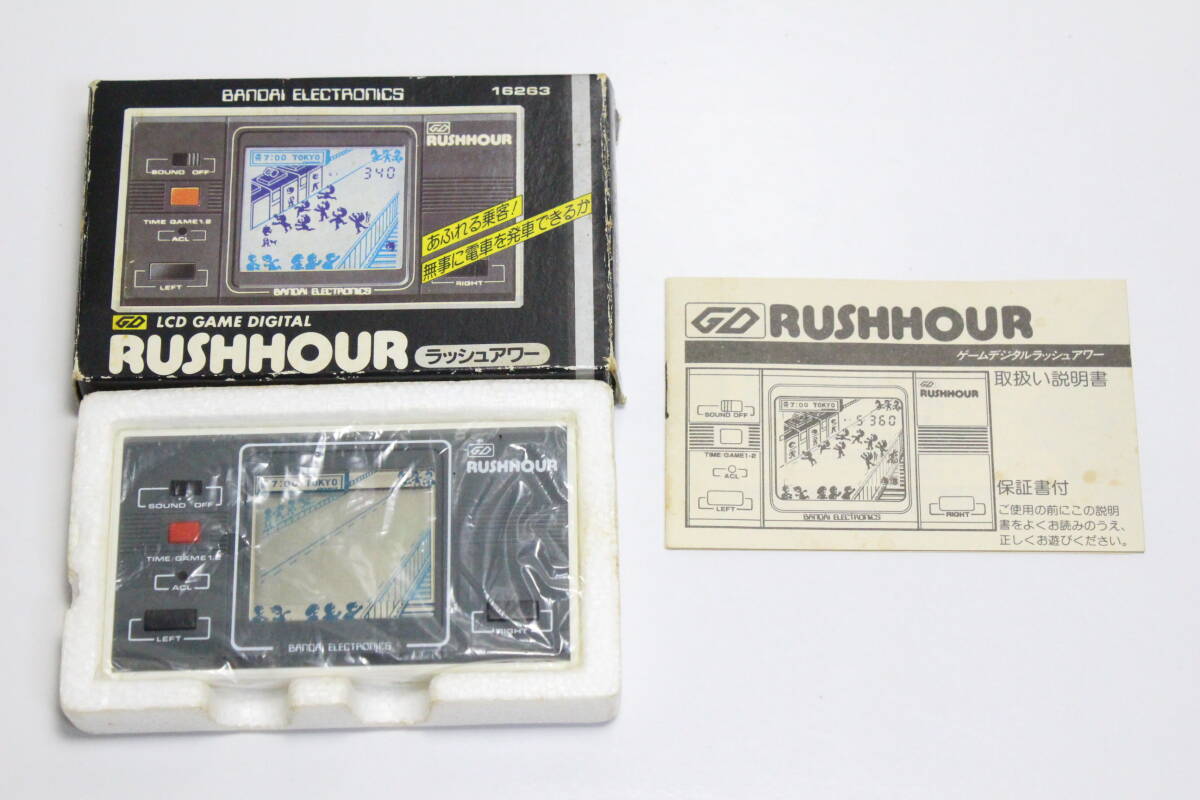 BANDAI ELECTRONICS
16263
GD
RUSHHOUR
7:00 TOKYO
340
SOUND OFF
TIME GAME 1.2
ACL
LEFT
RIGHT
BANDAI ELECTRONICS
あふれる乗客!
無事に電車を発車できるか
GD LCD GAME DIGITAL
RUSHHOUR ラッシュアワー
GD
RUSHHOUR
7:00 TOKYO
SOUND OFF
TIME/GAME 1.2
ACL
LEFT
RIGHT
BANDAI ELECTRONICS
GD RUSHHOUR
ゲームデジタルラッシュアワー
取扱い説明書
GD
RUSHHOUR
7:00 TOKYO
5360
SOUND OFF
TIME GAME1-2
ACL
LEFT
RIGHT
BANDAI ELECTRONICS
保証書付
ご使用の前にこの説明
書をよくお読みのうえ、
正しくお遊びください。